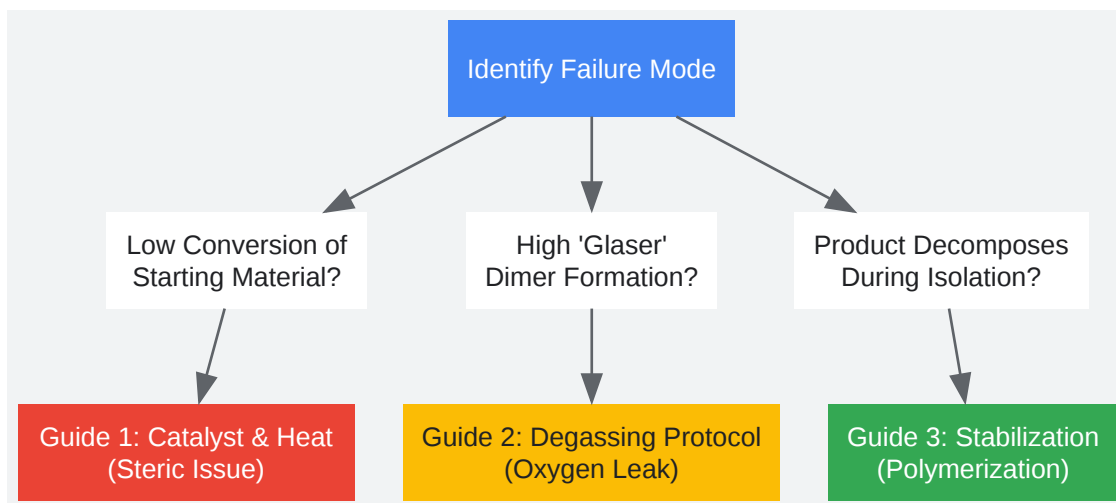 Identify Failure Mode
Low Conversion of
Starting Material?
High 'Glaser'
Dimer Formation?
Product Decomposes
During Isolation?
Guide 1: Catalyst & Heat
(Steric Issue)
Guide 2: Degassing Protocol
(Oxygen Leak)
Guide 3: Stabilization
(Polymerization)